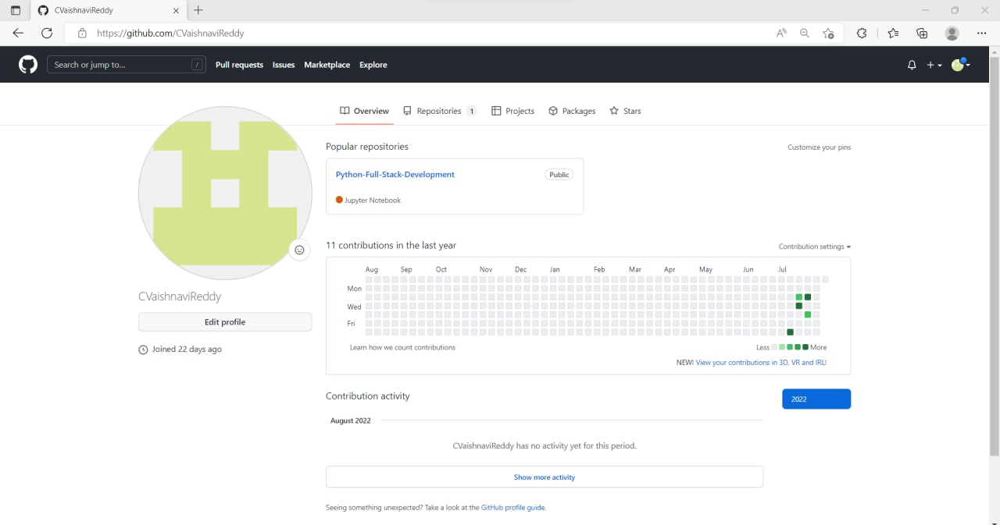 CVaishnaviReddy
https://github.com/CVaishnaviReddy
Search or jump to... / Pull requests Issues Marketplace Explore
Overview Repositories 1 Projects Packages Stars
Popular repositories Customize your pins
Python-Full-Stack-Development Public
Jupyter Notebook
11 contributions in the last year Contribution settings
Aug Sep Oct Nov Dec Jan Feb Mar Apr May Jun Jul
Mon
Wed
Fri
Learn how we count contributions Less More
NEW! View your contributions in 3D, VR and IRL!
CVaishnaviReddy
Edit profile
Joined 22 days ago
Contribution activity 2022
August 2022
CVaishnaviReddy has no activity yet for this period.
Show more activity
Seeing something unexpected? Take a look at the GitHub profile guide.